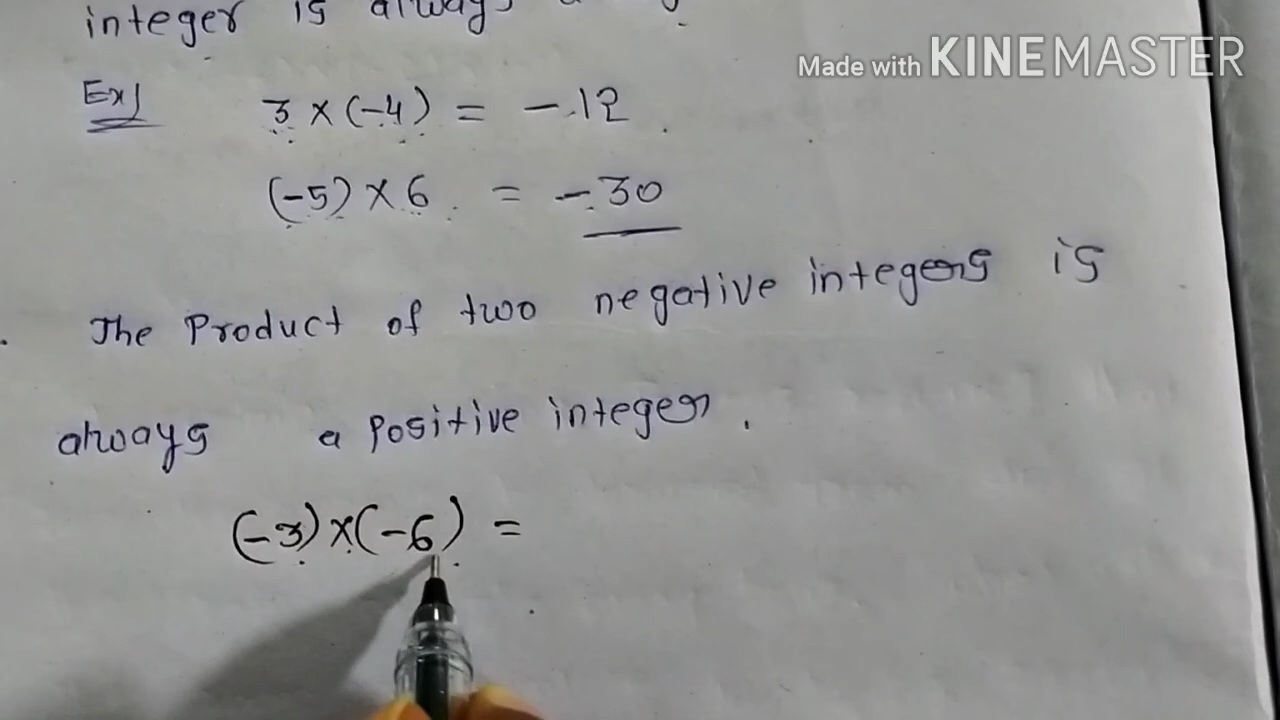 Made with KINEMASTER
integer is always
Ex)
3 × (-4) = -12
(-5) × 6 = -30
The Product of two negative integers is
always a Positive integer.
(-3) × (-6) =